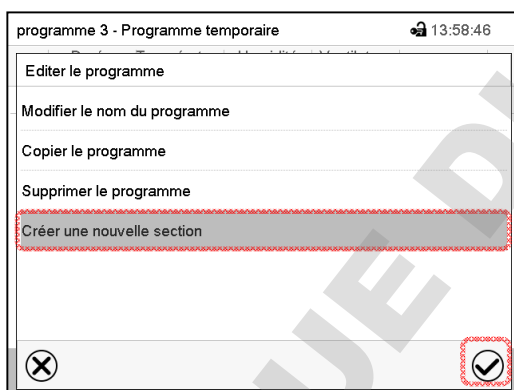 programme 3 - Programme temporaire 13:58:46
Editer le programme
Modifier le nom du programme
Copier le programme
Supprimer le programme
Créer une nouvelle section
UE D